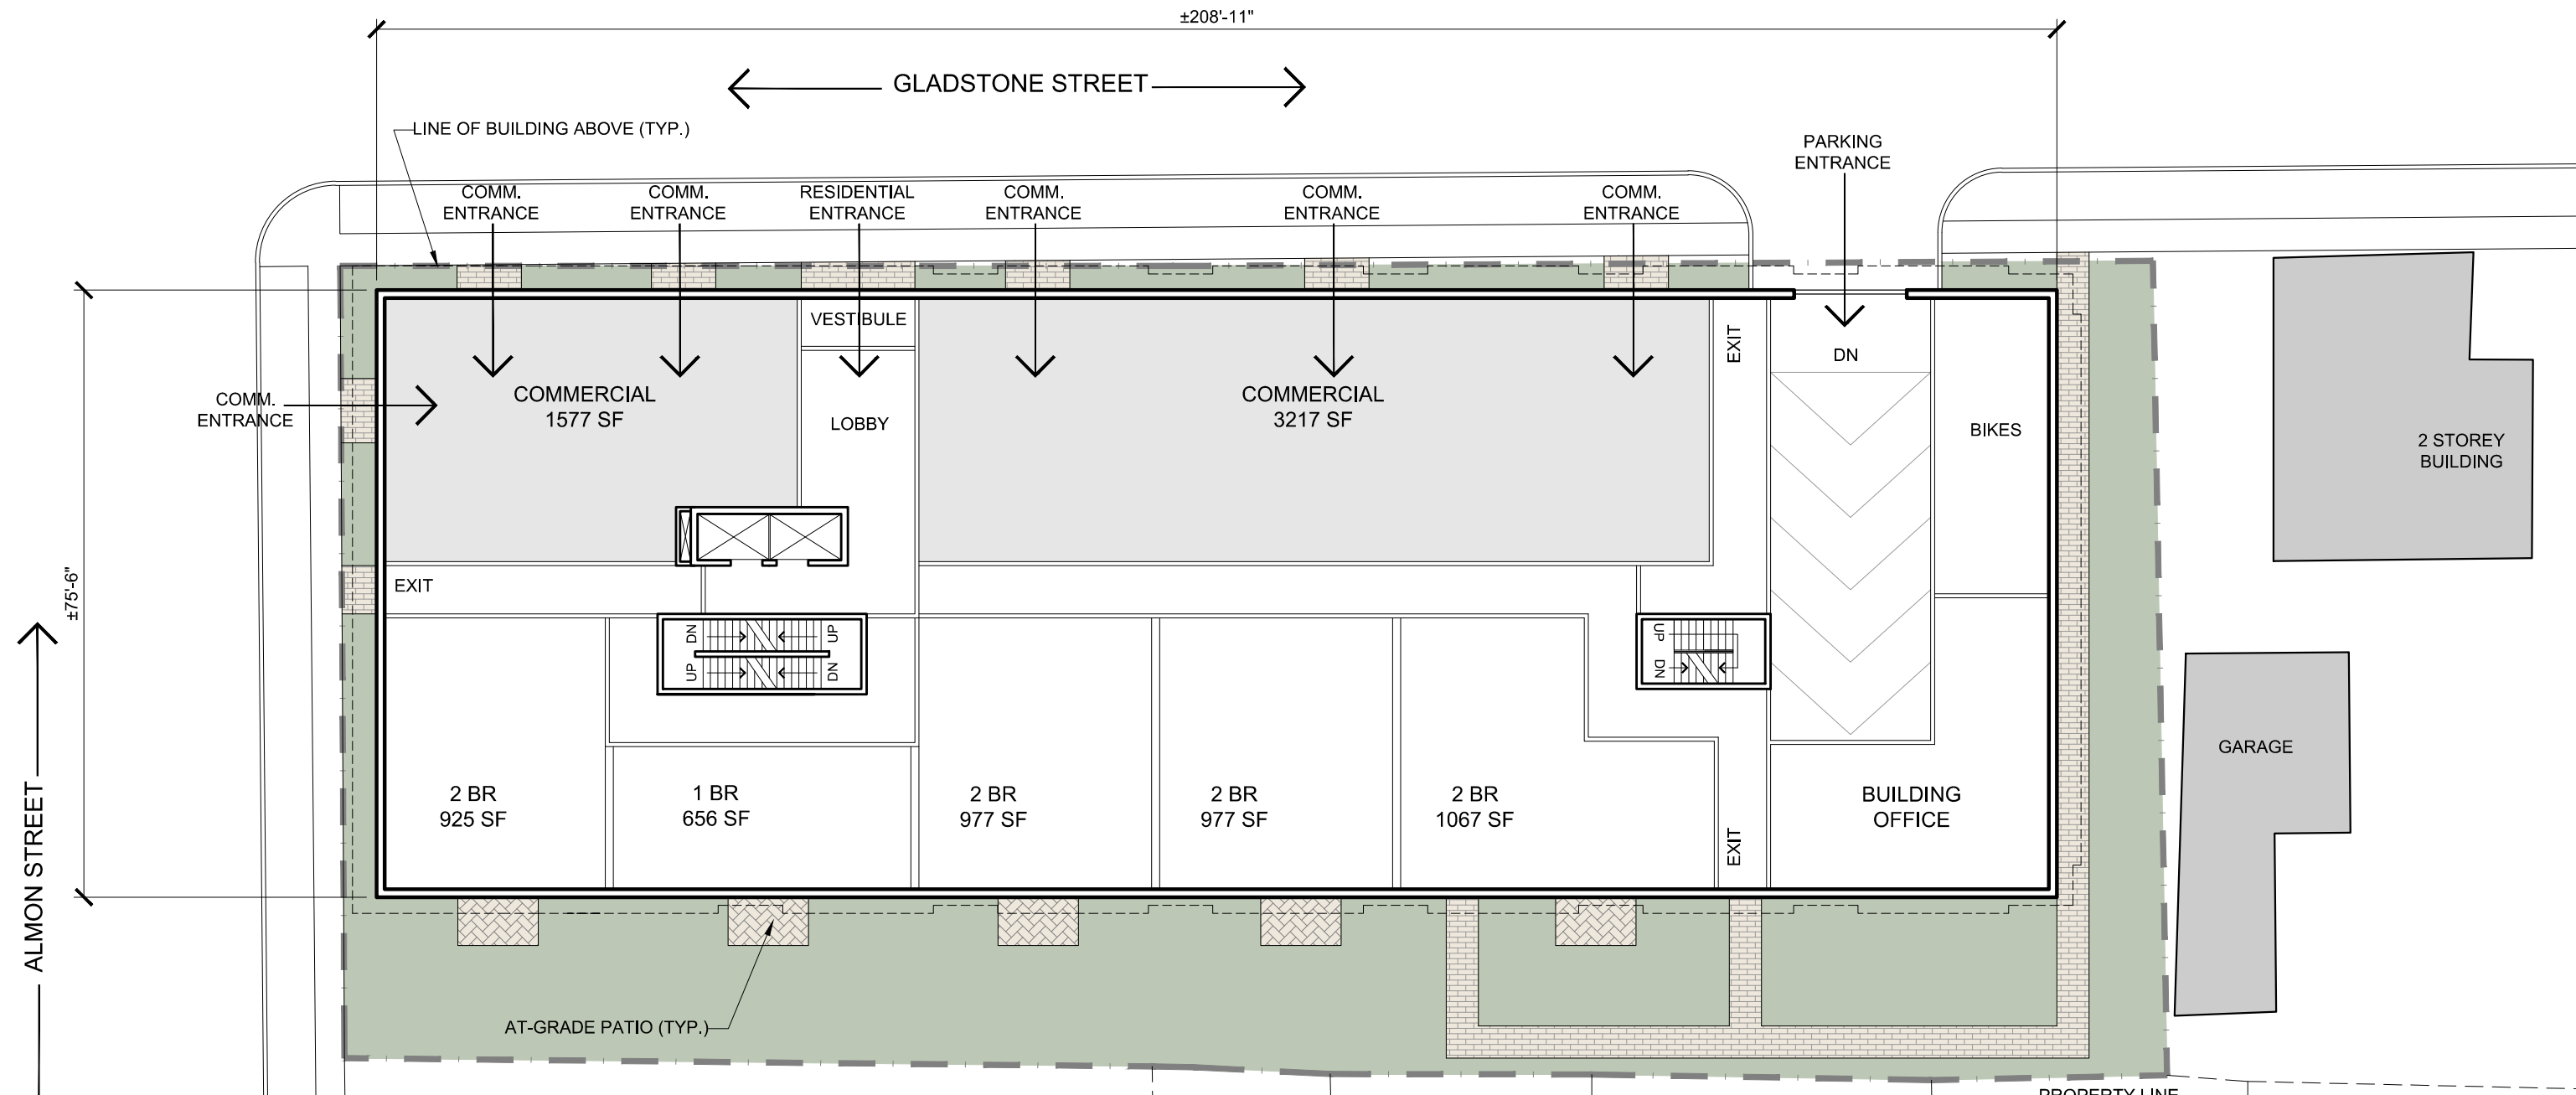 ±208'-11"
GLADSTONE STREET
LINE OF BUILDING ABOVE (TYP.)
PARKING
ENTRANCE
COMM.
ENTRANCE
COMM.
ENTRANCE
RESIDENTIAL
ENTRANCE
COMM.
ENTRANCE
COMM.
ENTRANCE
COMM.
ENTRANCE
VESTIBULE
EXIT
DN
COMM.
ENTRANCE
COMMERCIAL
1577 SF
LOBBY
COMMERCIAL
3217 SF
BIKES
2 STOREY
BUILDING
±75'-6"
EXIT
DN
UP
UP
DN
UP
DN
GARAGE
ALMON STREET
2 BR
925 SF
1 BR
656 SF
2 BR
977 SF
2 BR
977 SF
2 BR
1067 SF
EXIT
BUILDING
OFFICE
AT-GRADE PATIO (TYP.)
PROPERTY LINE